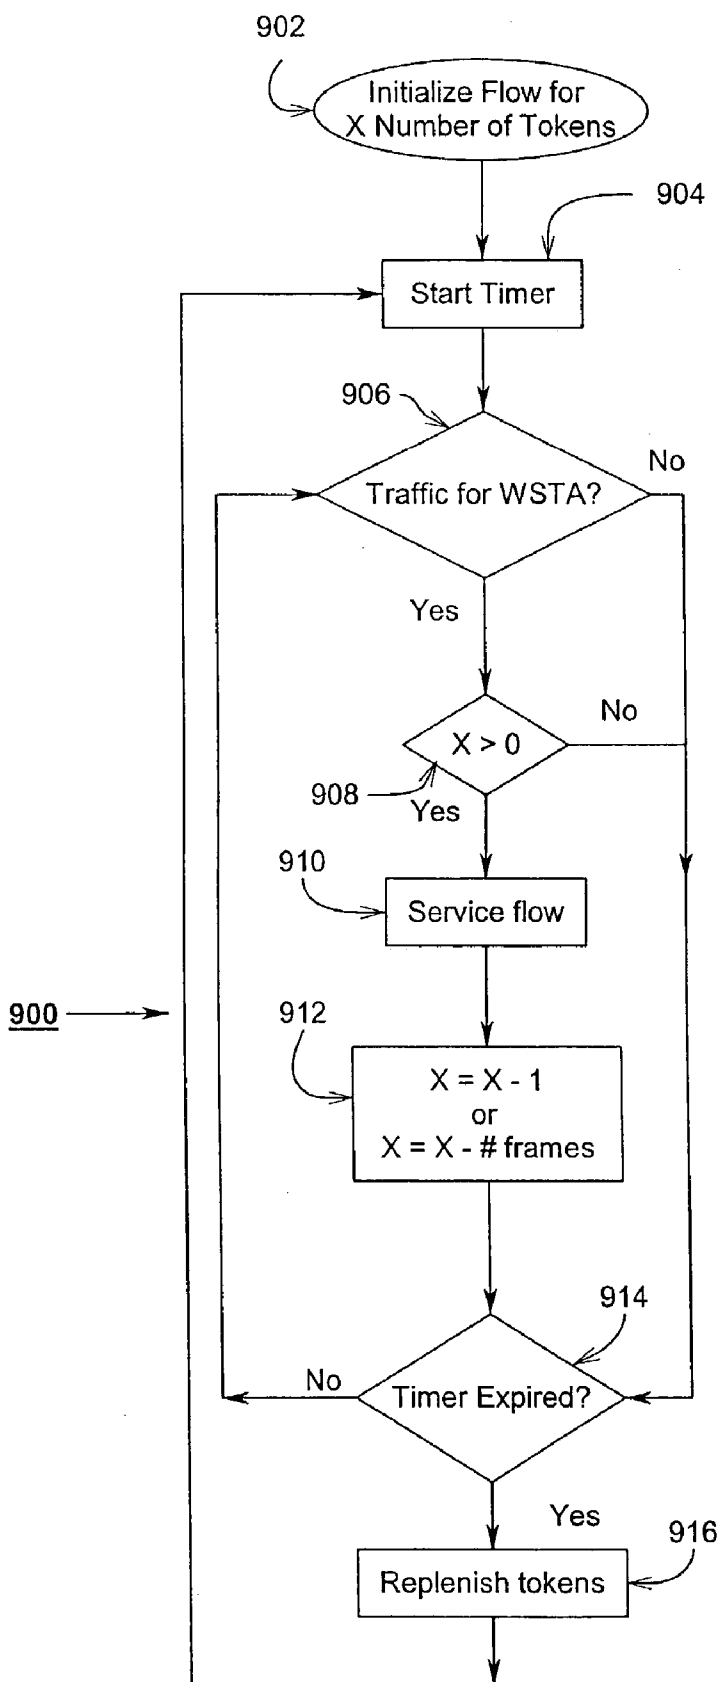 902
Initialize Flow for
X Number of Tokens
904
Start Timer
906
No
Traffic for WSTA?
Yes
No
X > 0
908
Yes
910
Service flow
900
912
X = X - 1
or
X = X - # frames
914
No
Timer Expired?
Yes
916
Replenish tokens